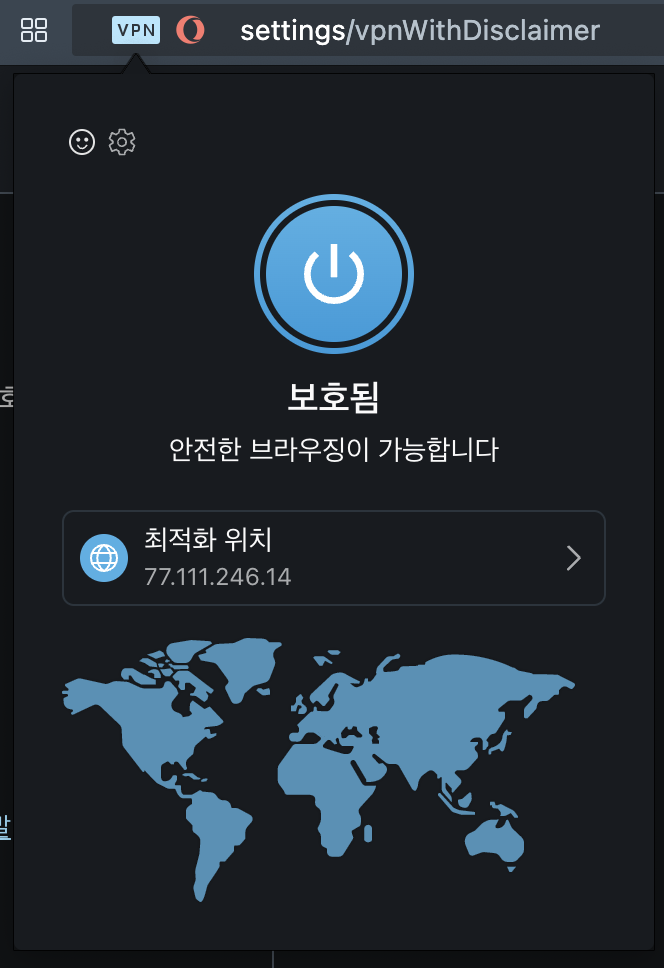 VPN
settings/vpnWithDisclaimer
보호됨
안전한 브라우징이 가능합니다
최적화 위치
77.111.246.14